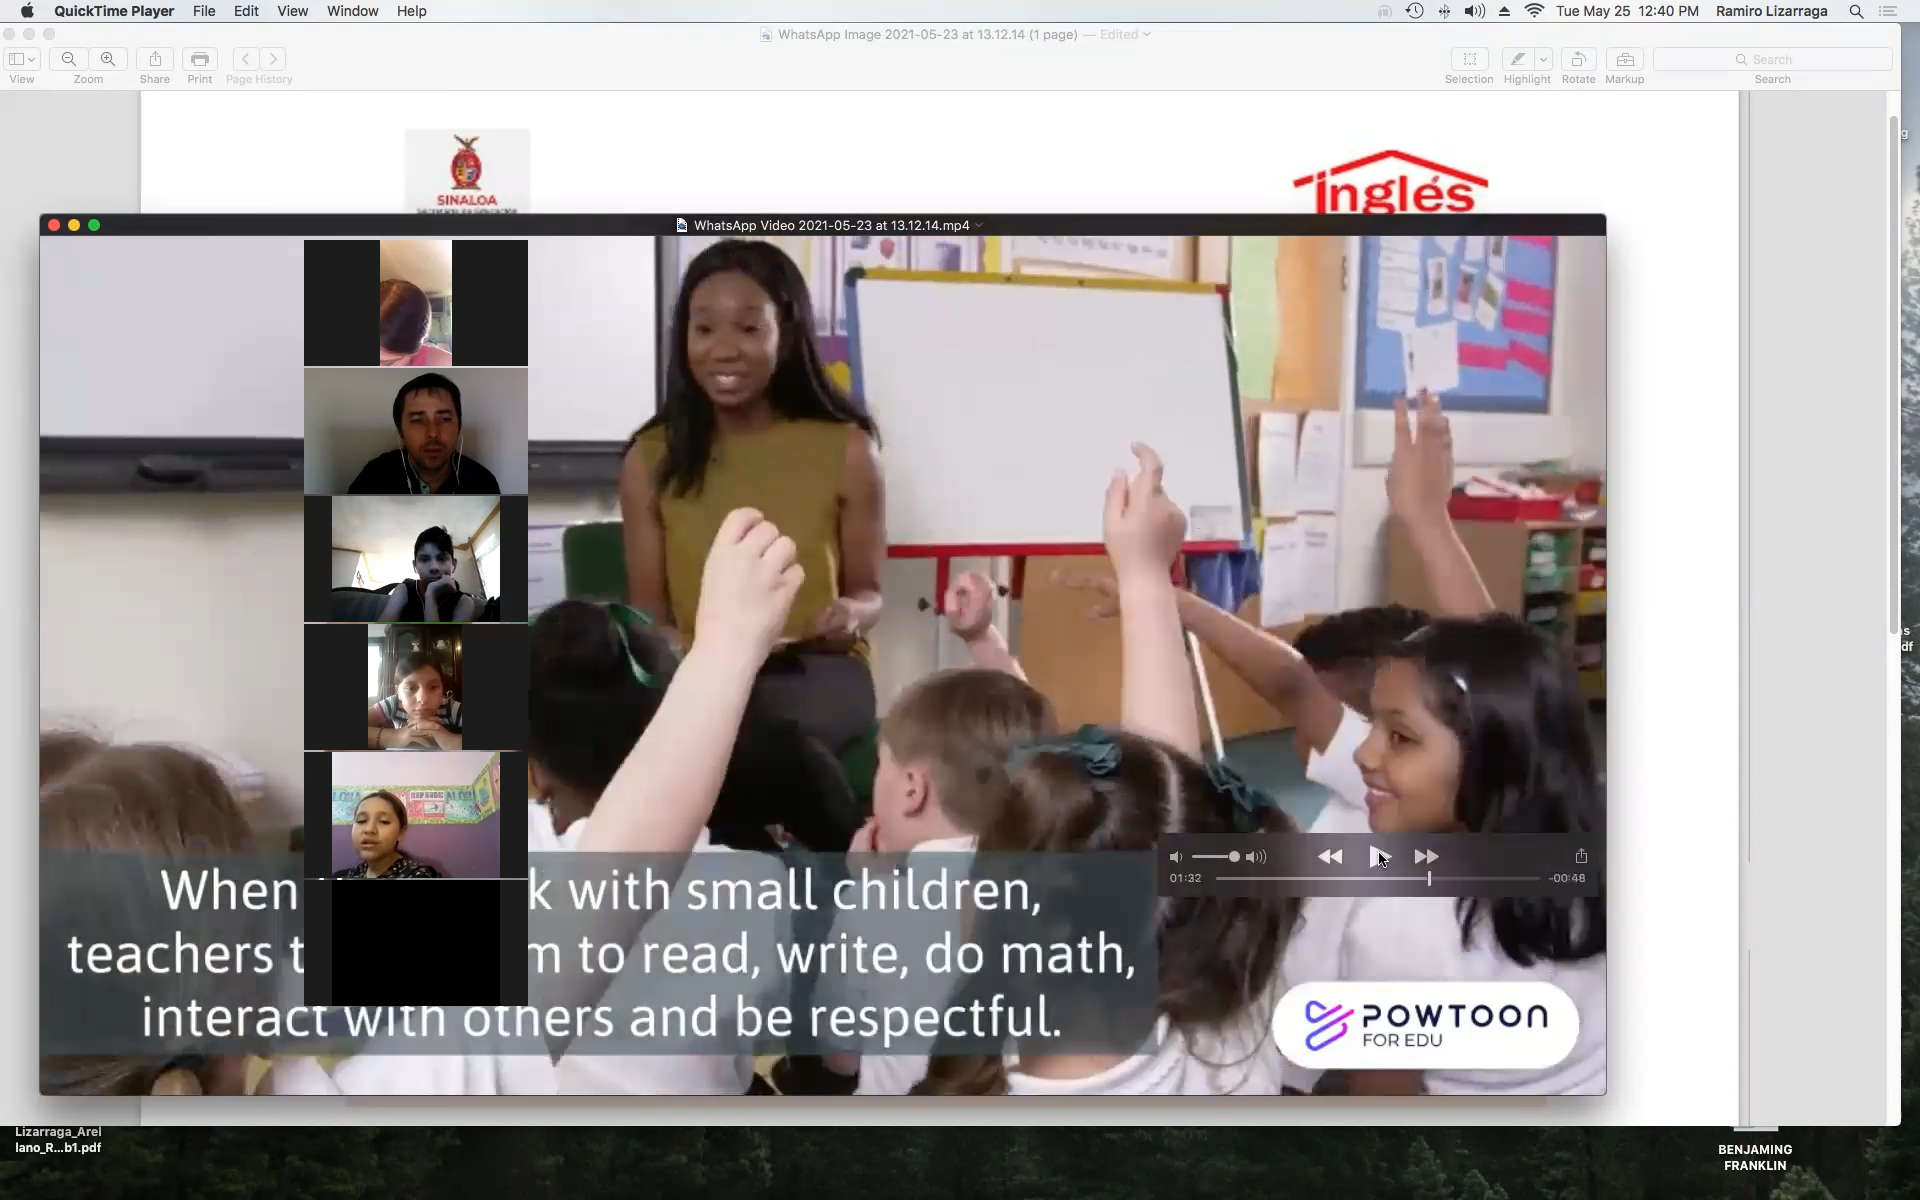 QuickTime Player File Edit View Window Help
Tue May 25 12:40 PM Ramiro Lizarraga
WhatsApp Image 2021-05-23 at 13.12.14 (1 page) — Edited
View Zoom Share Print Page History
Selection Highlight Rotate Markup Search
Search
SINALOA
Inglés
WhatsApp Video 2021-05-23 at 13.12.14.mp4
ALOHA
ALOH
When k with small children,
teachers t m to read, write, do math,
interact with others and be respectful.
01:32 -00:48
POWTOON
FOR EDU
Lizarraga_Arel
lano_R...b1.pdf
BENJAMING
FRANKLIN
g
s
df